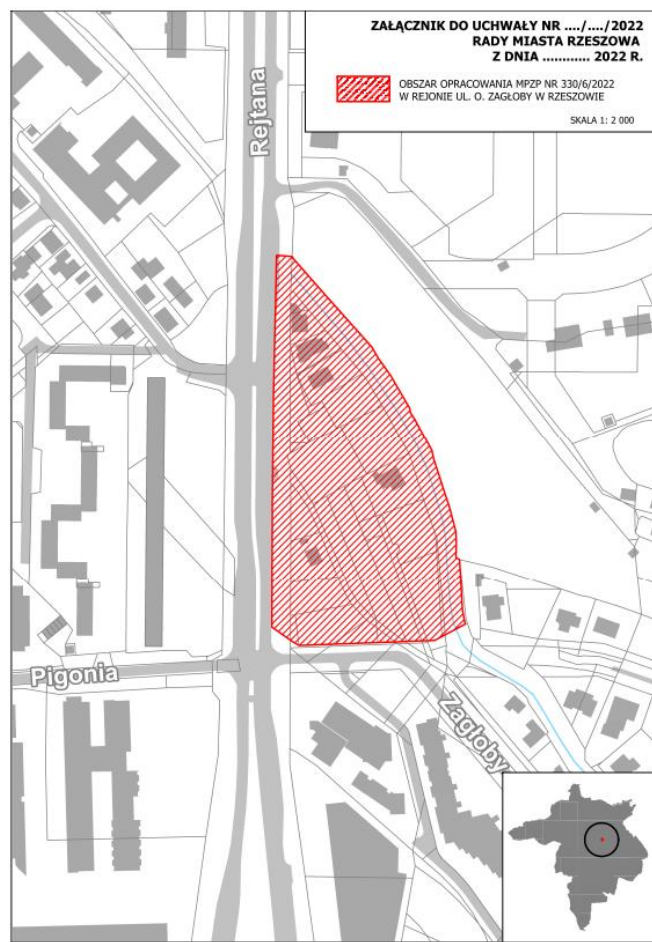 ZAŁĄCZNIK DO UCHWAŁY NR ..../..../2022
RADY MIASTA RZESZOWA
Z DNIA ............ 2022 R.
OBSZAR OPRACOWANIA MPZP NR 330/6/2022
W REJONIE UL. O. ZAGŁOBY W RZESZOWIE
SKALA 1: 2 000
Rejtana
Pigonia
Zagłoby